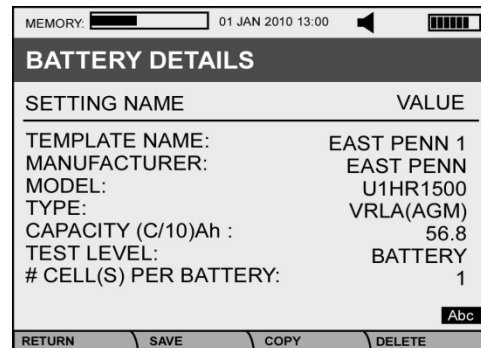 MEMORY: 01 JAN 2010 13:00
BATTERY DETAILS
SETTING NAME VALUE
TEMPLATE NAME: EAST PENN 1
MANUFACTURER: EAST PENN
MODEL: U1HR1500
TYPE: VRLA(AGM)
CAPACITY (C/10)Ah : 56.8
TEST LEVEL: BATTERY
# CELL(S) PER BATTERY: 1
Abc
RETURN SAVE COPY DELETE